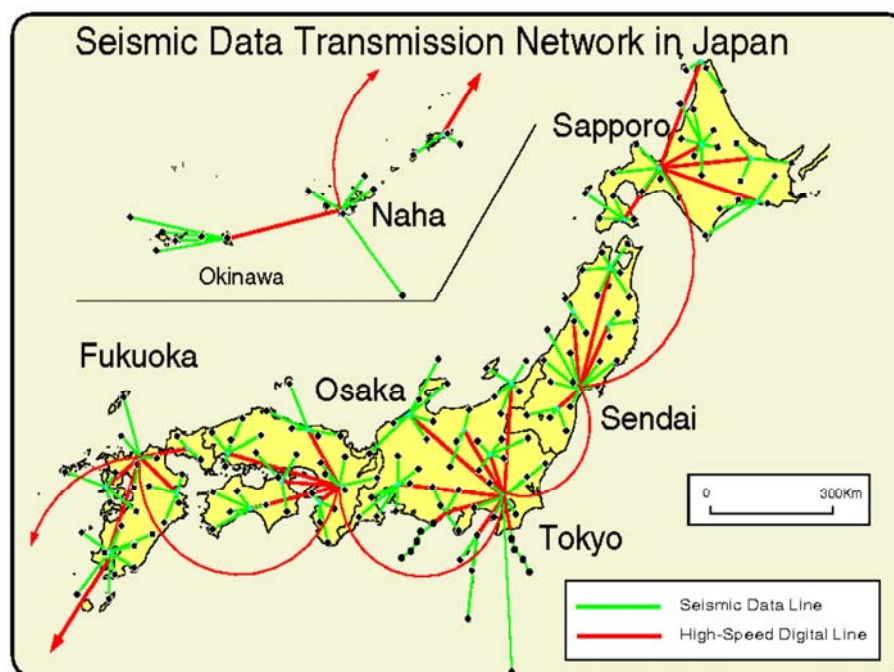 Seismic Data Transmission Network in Japan
Sapporo
Naha
Okinawa
Fukuoka
Osaka
Sendai
0 300Km
Tokyo
Seismic Data Line
High-Speed Digital Line